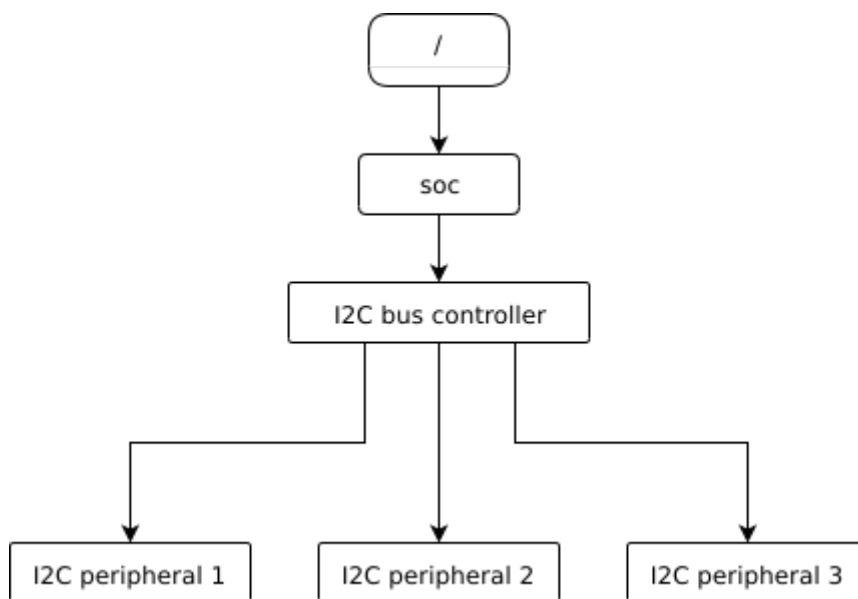 /
soc
I2C bus controller
I2C peripheral 1
I2C peripheral 2
I2C peripheral 3